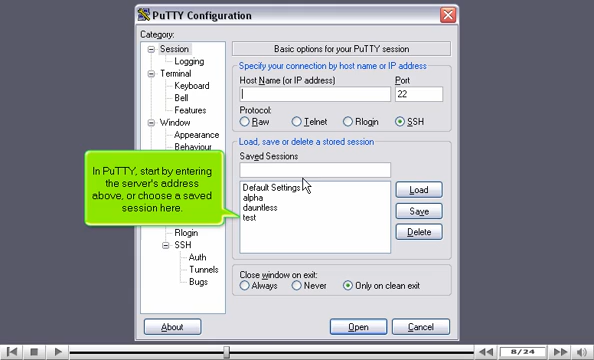 PuTTY Configuration
Category:
Session
Logging
Terminal
Keyboard
Bell
Features
Window
Appearance
Behaviour
Rlogin
SSH
Auth
Tunnels
Bugs
Basic options for your PuTTY session
Specify your connection by host name or IP address
Host Name (or IP address)
Port
22
Protocol:
Raw
Telnet
Rlogin
SSH
Load, save or delete a stored session
Saved Sessions
Default Settings
alpha
dauntless
test
Load
Save
Delete
In PuTTY, start by entering
the server's address
above, or choose a saved
session here.
Close window on exit:
Always
Never
Only on clean exit
About
Open
Cancel
8/24